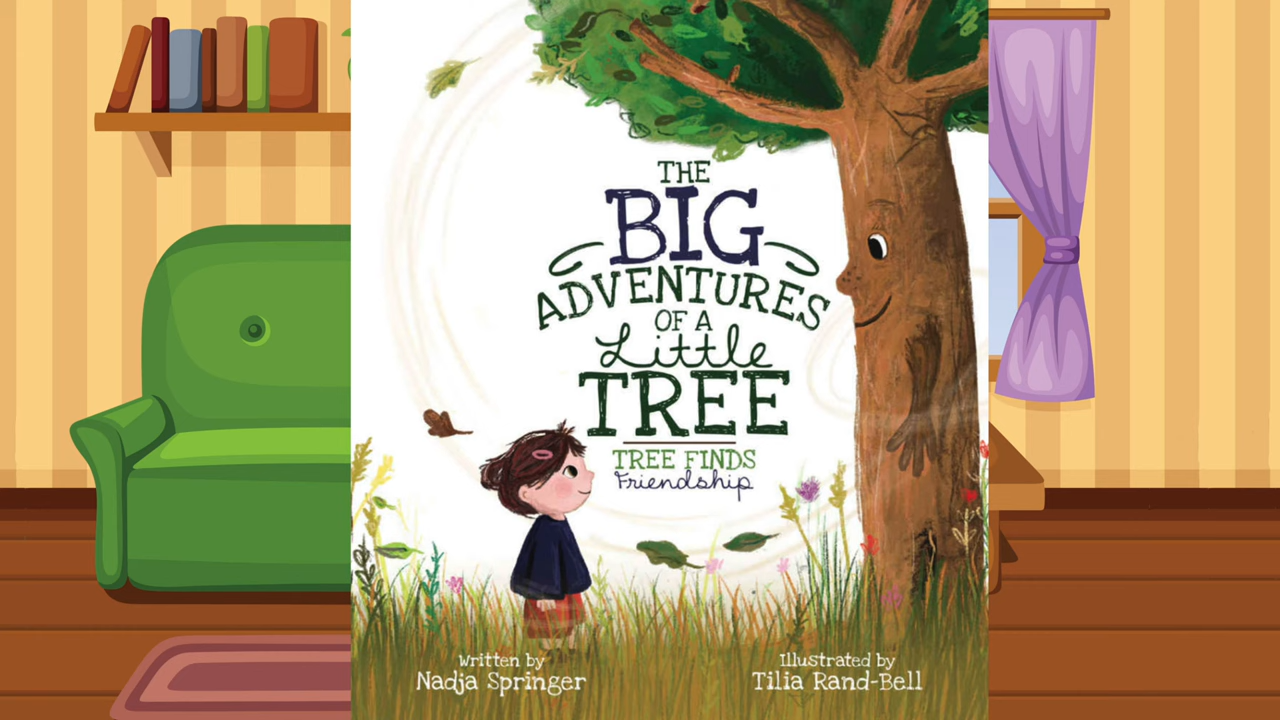 THE
BIG
ADVENTURES
OF A
Little
TREE
TREE FINDS
Friendship
Written by
Nadja Springer
Illustrated by
Tilia Rand-Bell